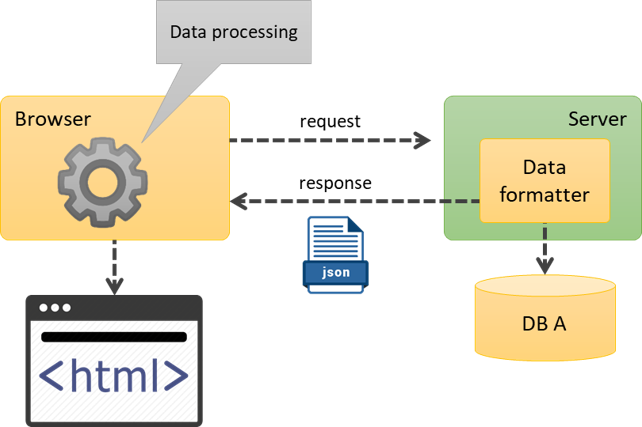 Data processing
Browser
Server
request
Data
formatter
response
json
DB A
<html>